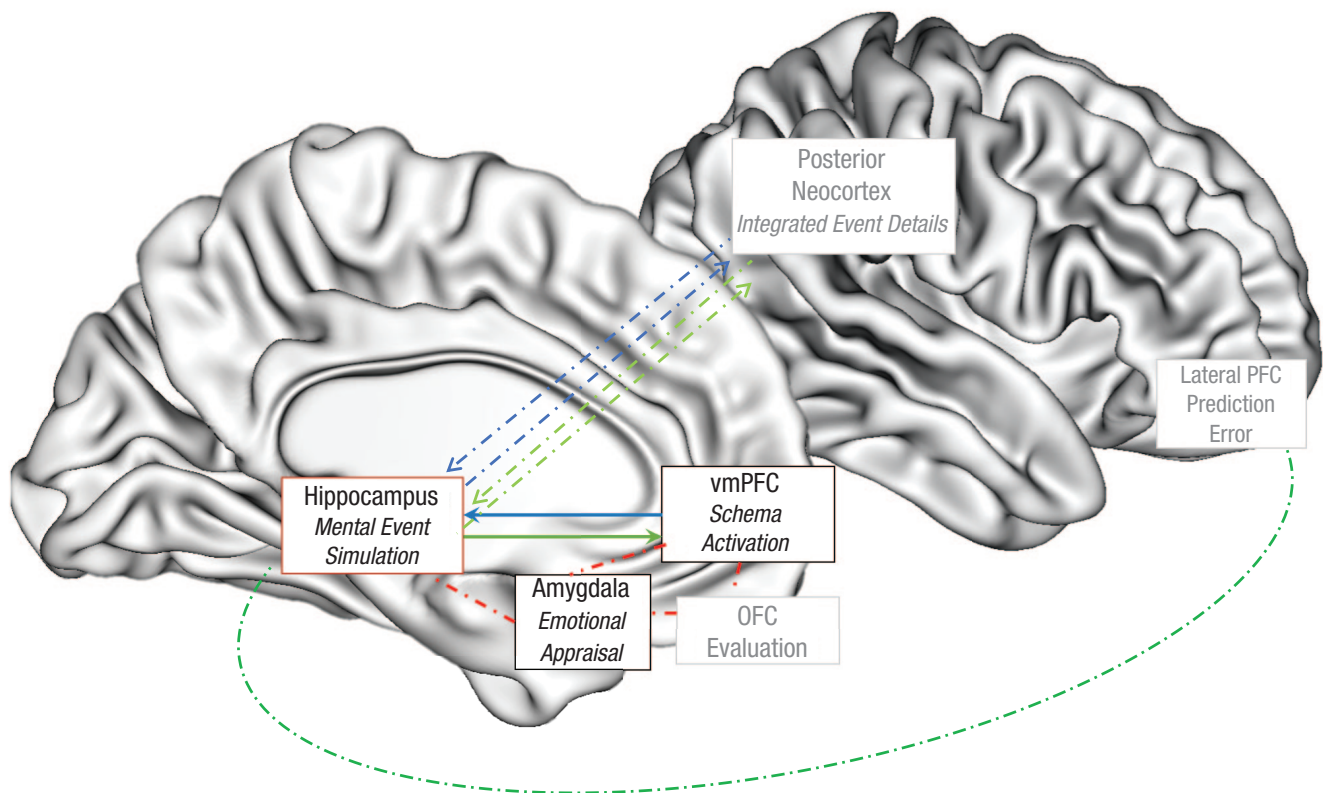 Posterior
Neocortex
Integrated Event Details
Lateral PFC
Prediction
Error
Hippocampus
Mental Event
Simulation
vmPFC
Schema
Activation
Amygdala
Emotional
Appraisal
OFC
Evaluation